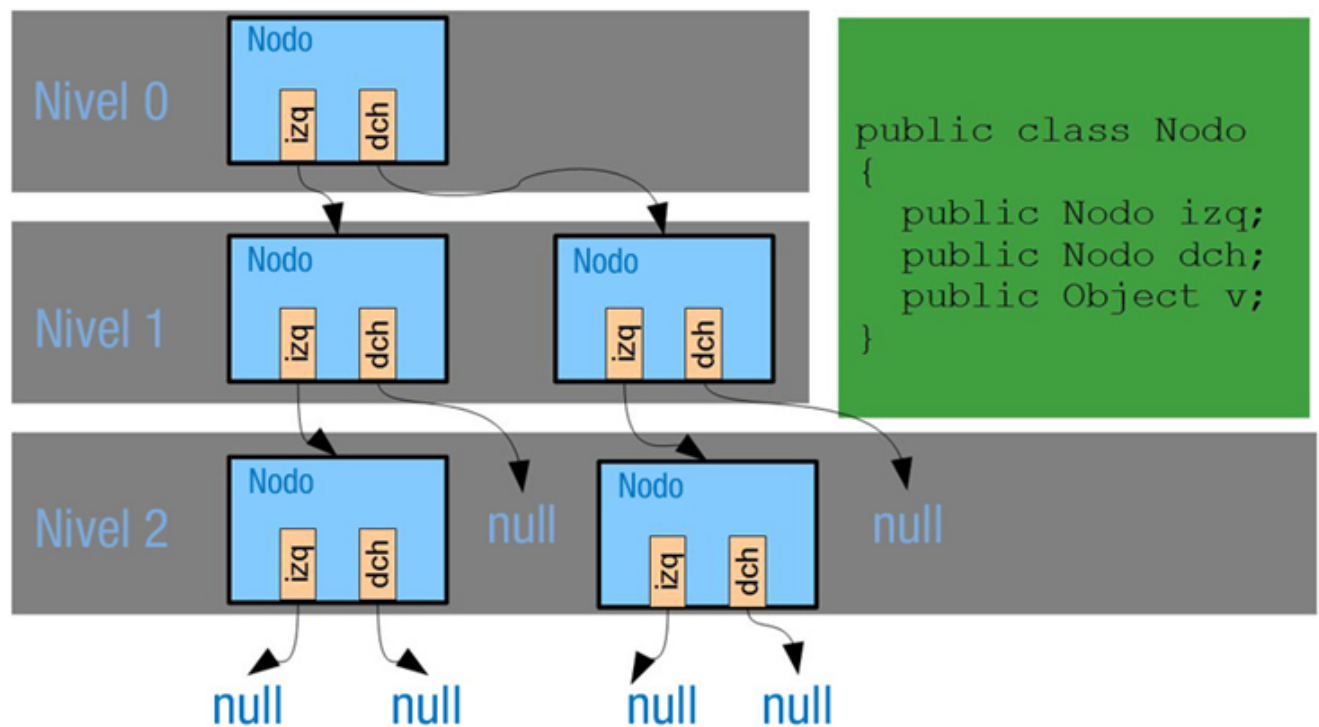 Nivel 0
Nodo
izq
dch
public class Nodo
{
public Nodo izq;
public Nodo dch;
public Object v;
}
Nivel 1
Nodo
izq
dch
Nodo
izq
dch
Nivel 2
Nodo
izq
dch
null
Nodo
izq
dch
null
null
null
null
null